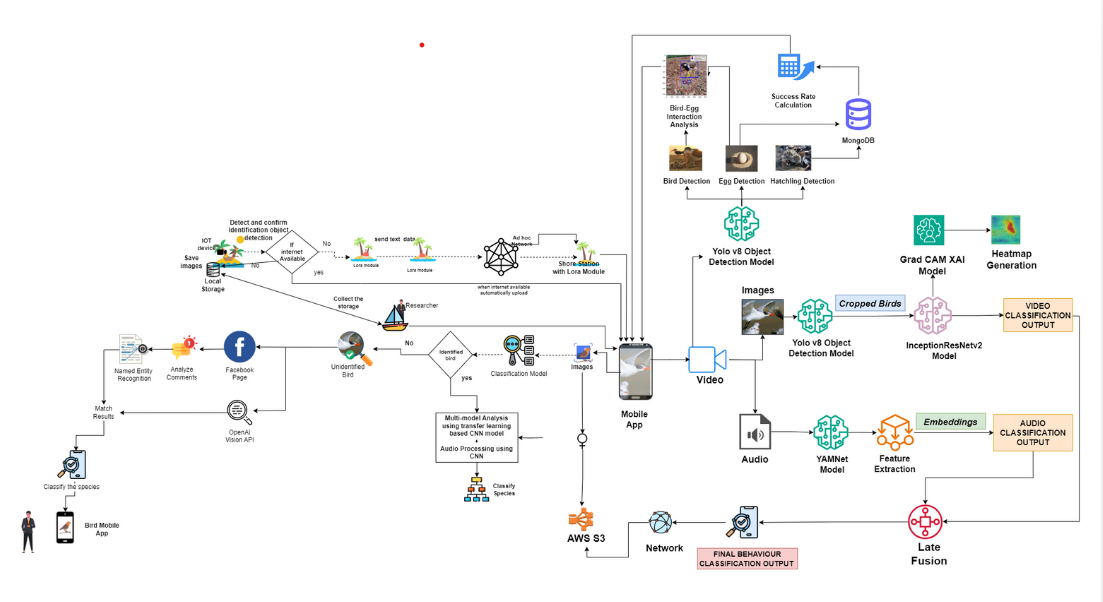 Success Rate
Calculation
Bird-Egg
Interaction
Analysis
MongoDB
Bird Detection
Egg Detection
Hatchling Detection
Yolo v8 Object
Detection Model
Grad CAM XAI
Model
Heatmap
Generation
Detect and confirm
Identification object
detection
IOT
device
Save
images
Local
Storage
If
internet
Available
No
No
yes
send text data
Lora module
Lora module
Ad hoc
Network
when internet available
automatically upload
Shore Station
with Lora Module
Collect the
storage
Researcher
Images
Cropped Birds
Yolo v8 Object
Detection Model
InceptionResNetv2
Model
VIDEO
CLASSIFICATION
OUTPUT
Named Entity
Recognition
Analyze
Comments
Facebook
Page
Unidentified
Bird
No
Identified
bird
yes
Classification Model
Images
Mobile
App
Video
Match
Results
OpenAI
Vision API
Multi-model Analysis
using transfer learning
based CNN model
+
Audio Processing using
CNN
Classify
Species
Audio
YAMNet
Model
Feature
Extraction
Embeddings
AUDIO
CLASSIFICATION
OUTPUT
Classify the species
Bird Mobile
App
AWS S3
Network
FINAL BEHAVIOUR
CLASSIFICATION OUTPUT
Late
Fusion